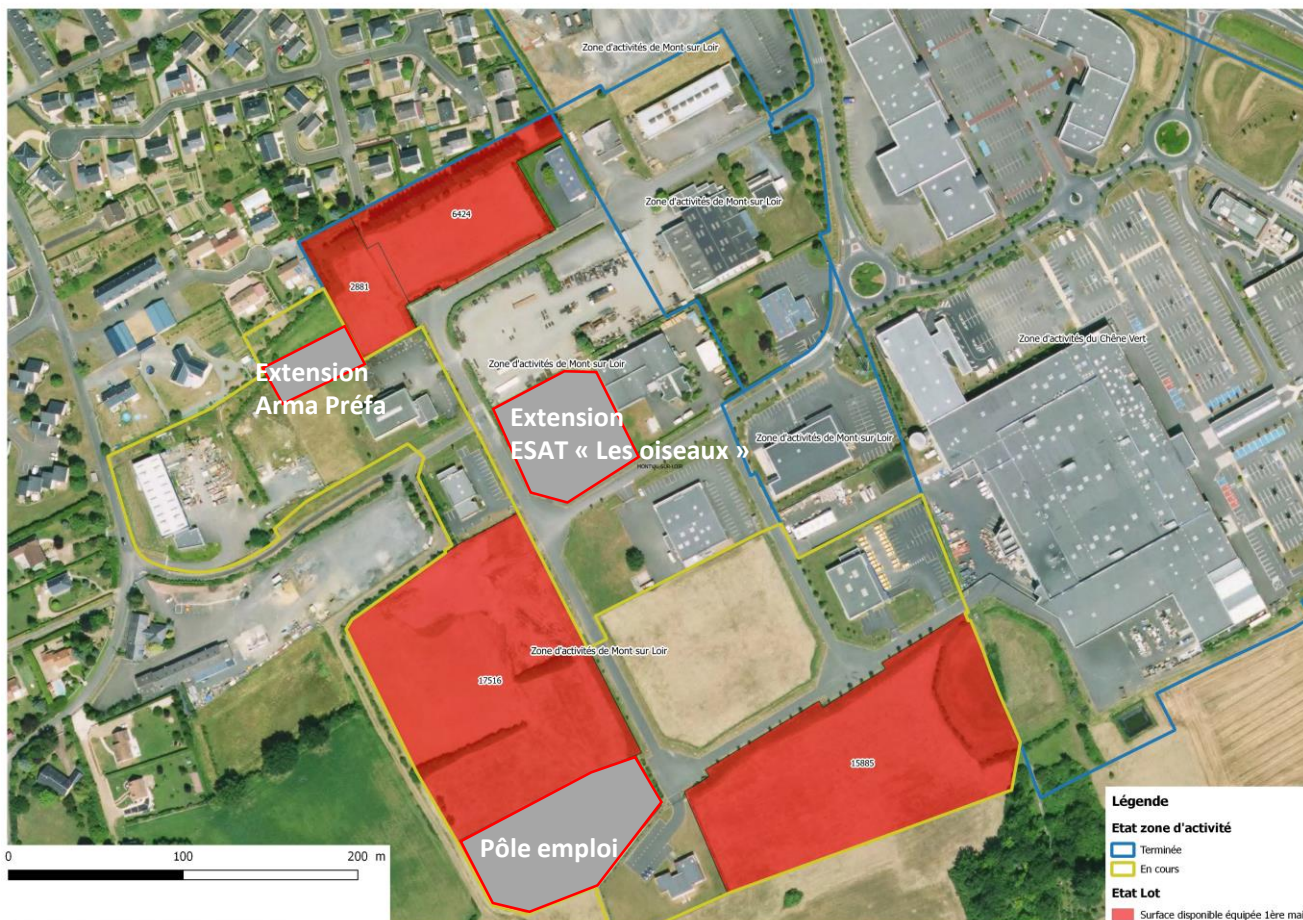 Zone d'activités de Mont sur Loir
Zone d'activités de Mont sur Loir
6424
2881
Zone d'activités du Chêne Vert
Zone d'activités de Mont sur Loir
Extension
Arma Préfa
Extension
ESAT « Les oiseaux »
Zone d'activités de Mont sur Loir
Zone d'activités de Mont sur Loir
17516
15885
Pôle emploi
0 100 200 m
Légende
Etat zone d'activité
Terminée
En cours
Etat Lot
Surface disponible équipée 1ère ma